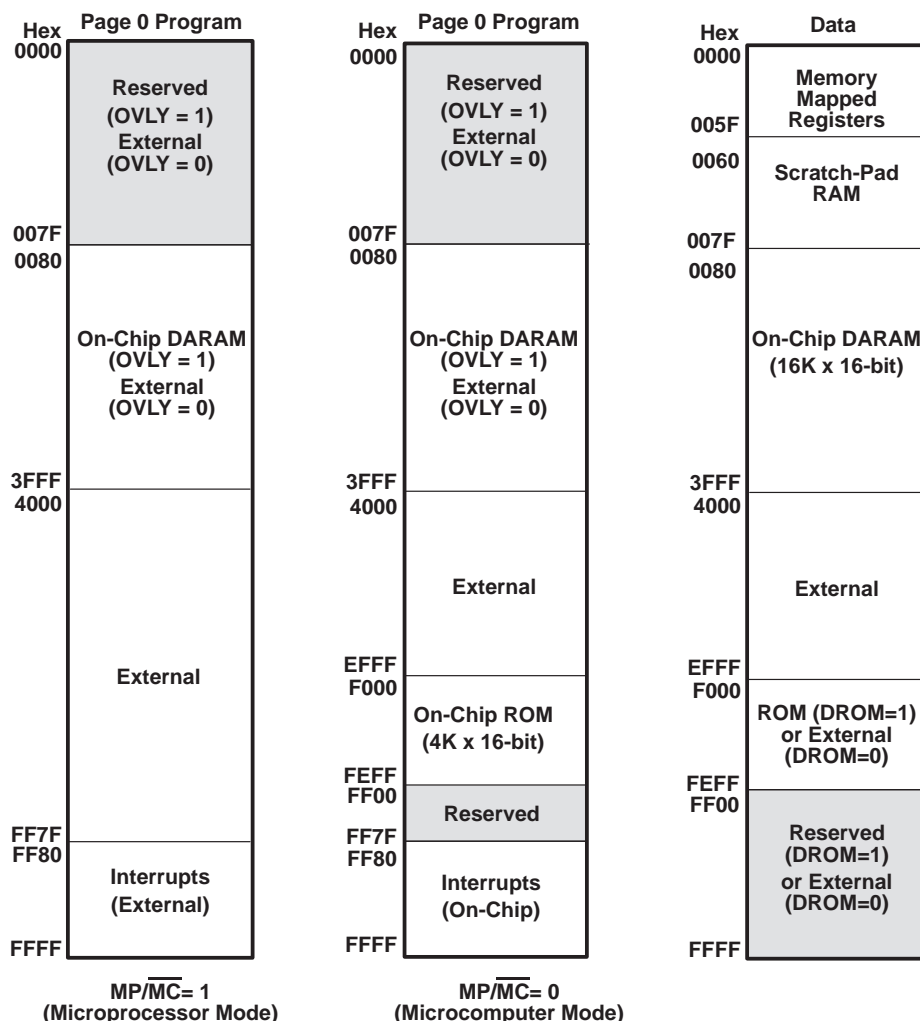 Hex
Page 0 Program
0000
Reserved
(OVLY = 1)
External
(OVLY = 0)
007F
0080
On-Chip DARAM
(OVLY = 1)
External
(OVLY = 0)
3FFF
4000
External
FF7F
FF80
Interrupts
(External)
FFFF
MP/M̅C̅= 1
(Microprocessor Mode)
Hex
Page 0 Program
0000
Reserved
(OVLY = 1)
External
(OVLY = 0)
007F
0080
On-Chip DARAM
(OVLY = 1)
External
(OVLY = 0)
3FFF
4000
External
EFFF
F000
On-Chip ROM
(4K x 16-bit)
FEFF
FF00
Reserved
FF7F
FF80
Interrupts
(On-Chip)
FFFF
MP/M̅C̅= 0
(Microcomputer Mode)
Hex
Data
0000
Memory
Mapped
Registers
005F
0060
Scratch-Pad
RAM
007F
0080
On-Chip DARAM
(16K x 16-bit)
3FFF
4000
External
EFFF
F000
ROM (DROM=1)
or External
(DROM=0)
FEFF
FF00
Reserved
(DROM=1)
or External
(DROM=0)
FFFF